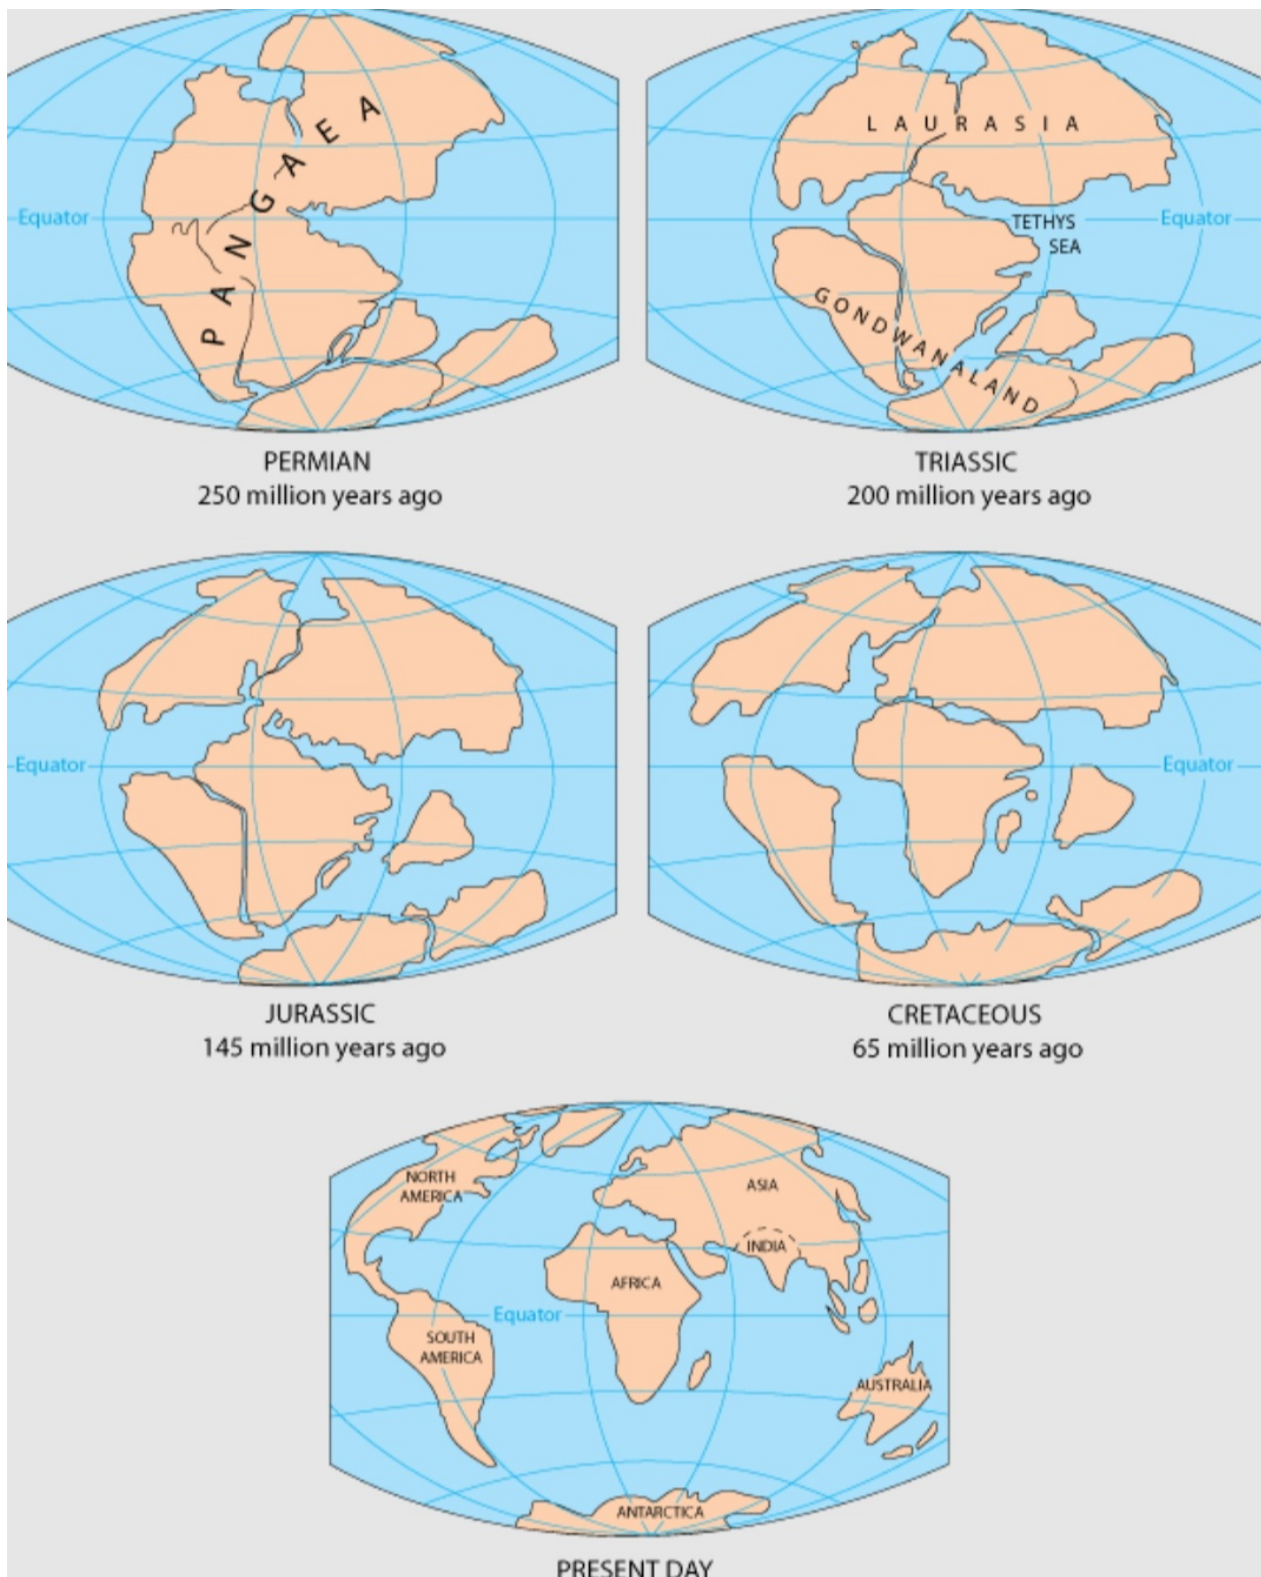 PANGAEA
Equator
PERMIAN
250 million years ago
LAURASIA
TETHYS
SEA
Equator
GONDWANALAND
TRIASSIC
200 million years ago
Equator
JURASSIC
145 million years ago
Equator
CRETACEOUS
65 million years ago
NORTH
AMERICA
ASIA
INDIA
AFRICA
Equator
SOUTH
AMERICA
AUSTRALIA
ANTARCTICA
PRESENT DAY